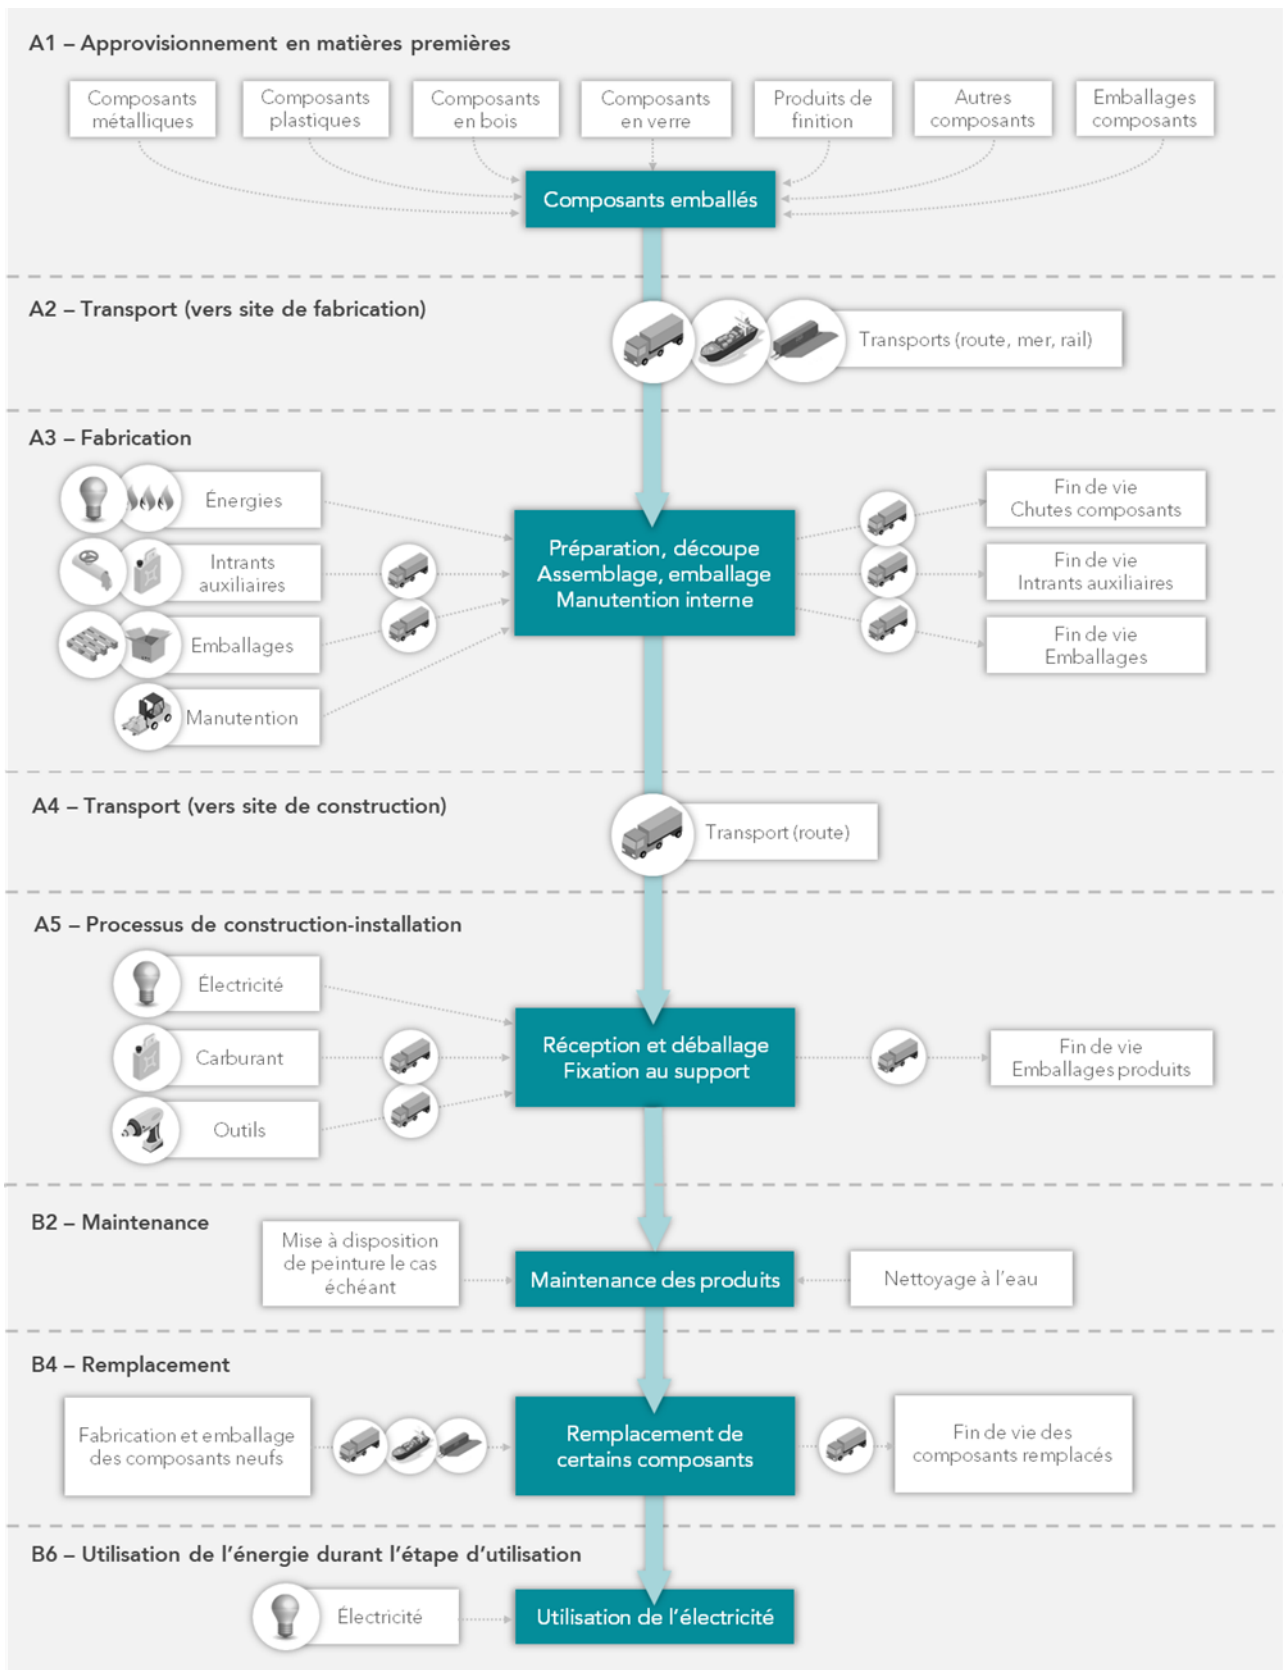 A1 – Approvisionnement en matières premières
Composants
métalliques
Composants
plastiques
Composants
en bois
Composants
en verre
Produits de
finition
Autres
composants
Emballages
composants
Composants emballés
A2 – Transport (vers site de fabrication)
Transports (route, mer, rail)
A3 – Fabrication
Énergies
Intrants
auxiliaires
Emballages
Manutention
Préparation, découpe
Assemblage, emballage
Manutention interne
Fin de vie
Chutes composants
Fin de vie
Intrants auxiliaires
Fin de vie
Emballages
A4 – Transport (vers site de construction)
Transport (route)
A5 – Processus de construction-installation
Électricité
Carburant
Outils
Réception et déballage
Fixation au support
Fin de vie
Emballages produits
B2 – Maintenance
Mise à disposition
de peinture le cas
échéant
Maintenance des produits
Nettoyage à l'eau
B4 – Remplacement
Fabrication et emballage
des composants neufs
Remplacement de
certains composants
Fin de vie des
composants remplacés
B6 – Utilisation de l'énergie durant l'étape d'utilisation
Électricité
Utilisation de l'électricité